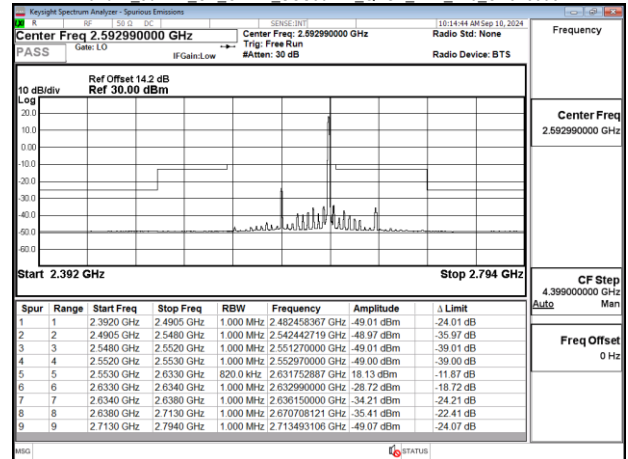 Keysight Spectrum Analyzer - Spurious Emissions
R RF 50 Ω DC SENSE:INT 10:14:44 AM Sep 10, 2024
Center Freq 2.592990000 GHz Center Freq: 2.592990000 GHz Radio Std: None Frequency
PASS Gate: LO IFGain:Low Trig: Free Run
#Atten: 30 dB Radio Device: BTS
Ref Offset 14.2 dB
10 dB/div Ref 30.00 dBm
Log
20.0
10.0
0.00
-10.0
-20.0
-30.0
-40.0
-50.0
-60.0
Center Freq
2.592990000 GHz
Start 2.392 GHz Stop 2.794 GHz
CF Step
4.399000000 GHz
Auto Man
Freq Offset
0 Hz
Spur Range Start Freq Stop Freq RBW Frequency Amplitude Δ Limit
1 1 2.3920 GHz 2.4905 GHz 1.000 MHz 2.482458367 GHz -49.01 dBm -24.01 dB
2 2 2.4905 GHz 2.5480 GHz 1.000 MHz 2.542442719 GHz -48.97 dBm -35.97 dB
3 3 2.5480 GHz 2.5520 GHz 1.000 MHz 2.551270000 GHz -49.01 dBm -39.01 dB
4 4 2.5520 GHz 2.5530 GHz 1.000 MHz 2.552970000 GHz -49.00 dBm -39.00 dB
5 5 2.5530 GHz 2.6330 GHz 820.0 kHz 2.631752887 GHz 18.13 dBm -11.87 dB
6 6 2.6330 GHz 2.6340 GHz 1.000 MHz 2.632990000 GHz -28.72 dBm -18.72 dB
7 7 2.6340 GHz 2.6380 GHz 1.000 MHz 2.636150000 GHz -34.21 dBm -24.21 dB
8 8 2.6380 GHz 2.7130 GHz 1.000 MHz 2.670708121 GHz -35.41 dBm -22.41 dB
9 9 2.7130 GHz 2.7940 GHz 1.000 MHz 2.713493106 GHz -49.07 dBm -24.07 dB
MSG STATUS